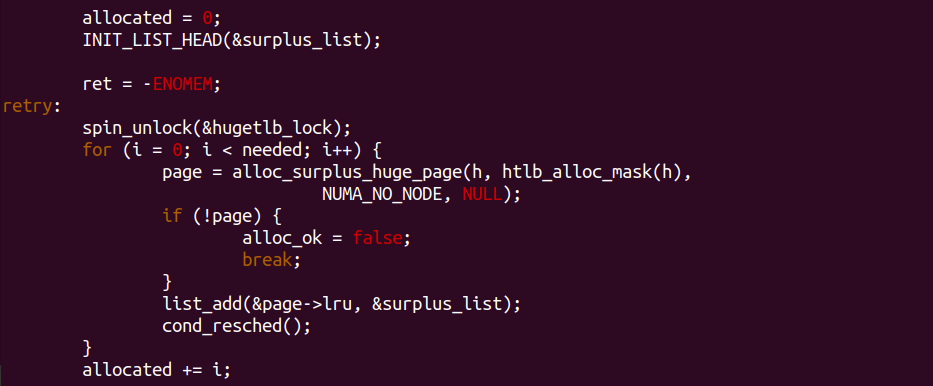 allocated = 0;
INIT_LIST_HEAD(&surplus_list);
ret = -ENOMEM;
retry:
spin_unlock(&hugetlb_lock);
for (i = 0; i < needed; i++) {
page = alloc_surplus_huge_page(h, htlb_alloc_mask(h),
NUMA_NO_NODE, NULL);
if (!page) {
alloc_ok = false;
break;
}
list_add(&page->lru, &surplus_list);
cond_resched();
}
allocated += i;